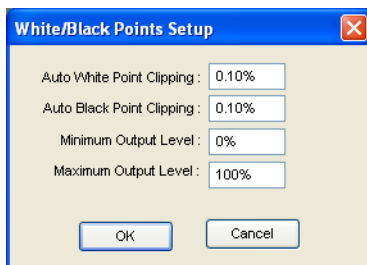 White/Black Points Setup
Auto White Point Clipping : 0.10%
Auto Black Point Clipping : 0.10%
Minimum Output Level : 0%
Maximum Output Level : 100%
OK Cancel